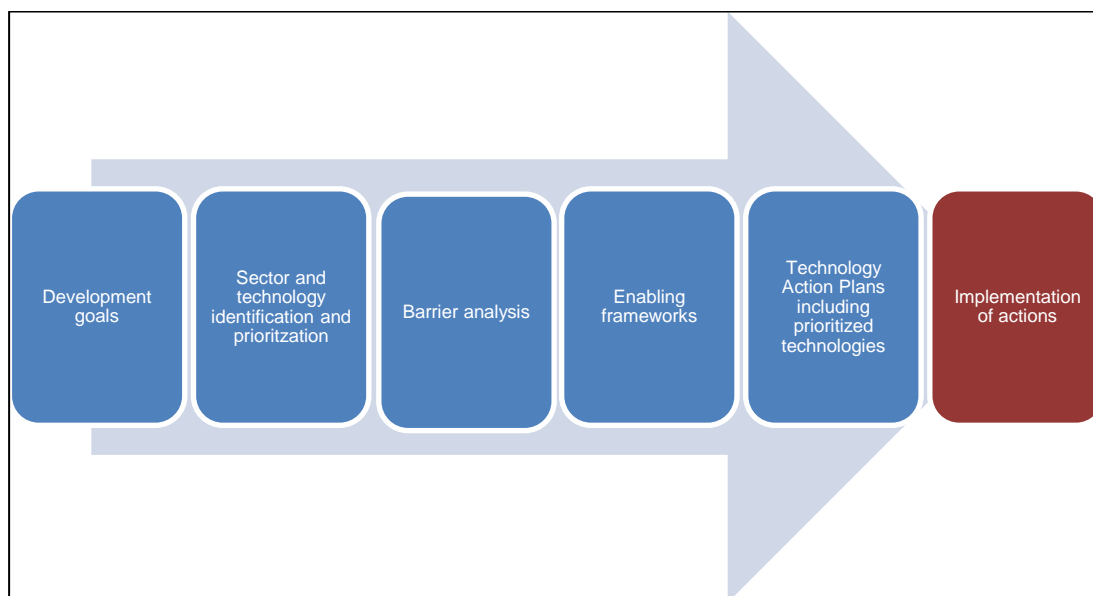 Development
goals
Sector and
technology
identification and
prioritzation
Barrier analysis
Enabling
frameworks
Technology
Action Plans
including
prioritized
technologies
Implementation
of actions